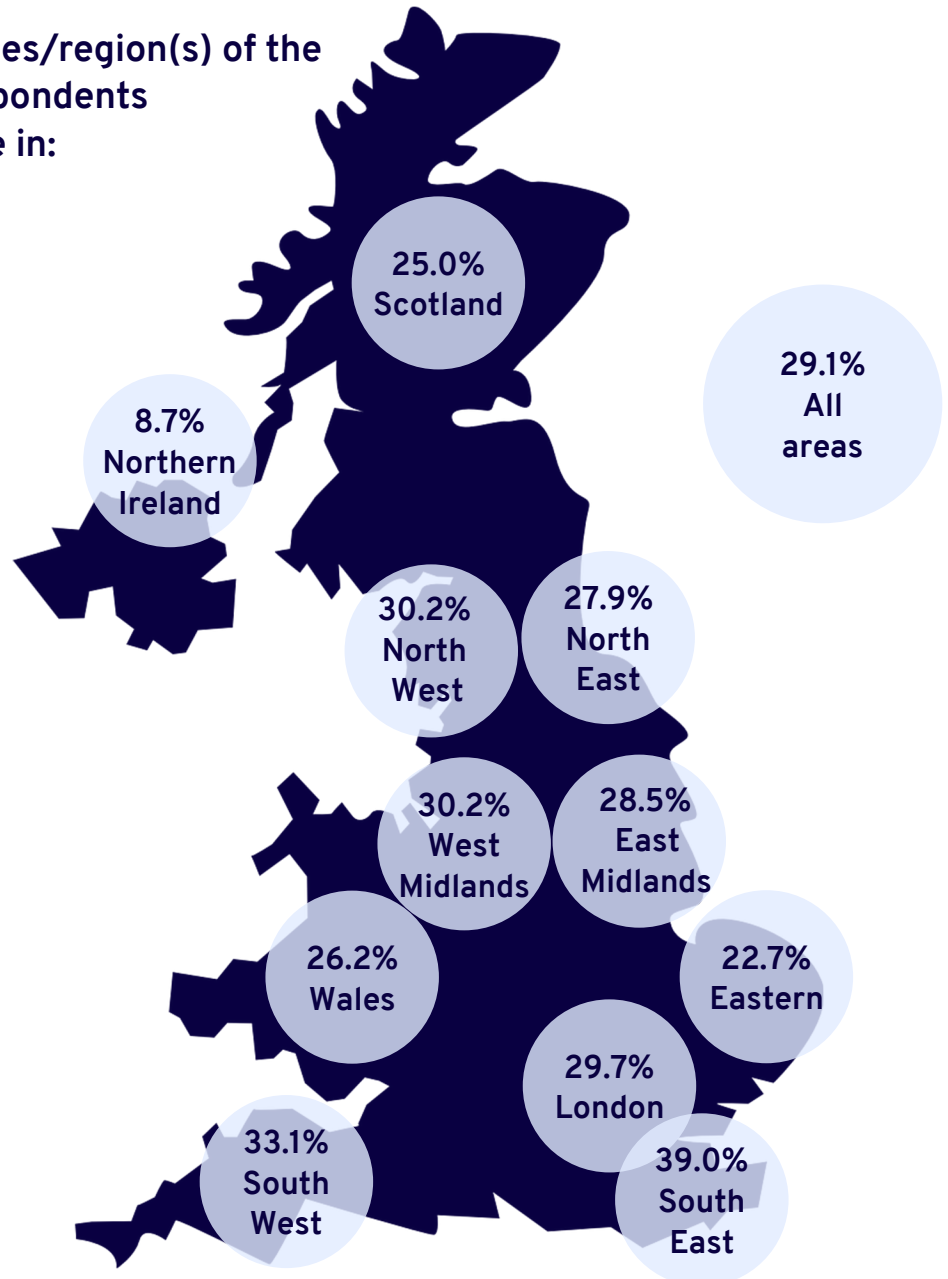 es/region(s) of the
pondents
e in:
25.0%
Scotland
29.1%
All
areas
8.7%
Northern
Ireland
30.2%
North
West
27.9%
North
East
30.2%
West
Midlands
28.5%
East
Midlands
26.2%
Wales
22.7%
Eastern
29.7%
London
33.1%
South
West
39.0%
South
East